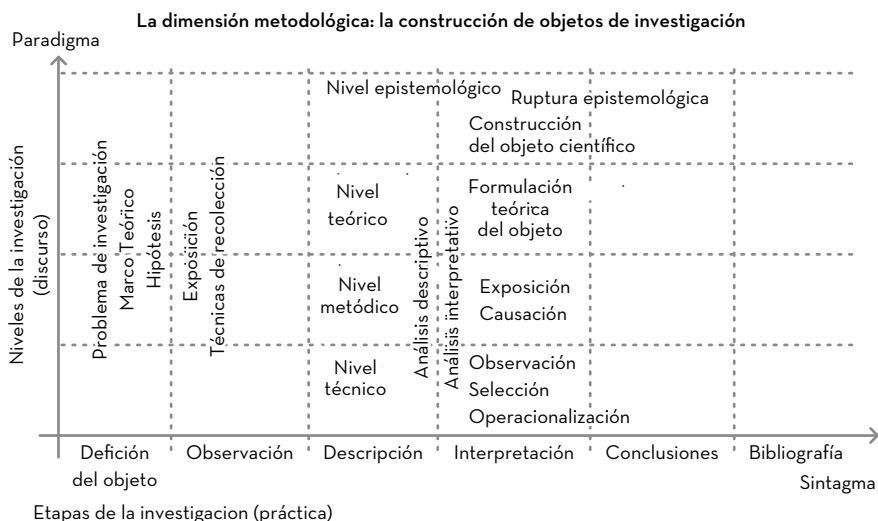 La dimensión metodológica: la construcción de objetos de investigación
Paradigma
Niveles de la investigación
(discurso)
Problema de investigación
Marco Teórico
Hipótesis
Exposición
Técnicas de recolección
Nivel epistemológico
Ruptura epistemológica
Construcción
del objeto científico
Nivel
teórico
Formulación
teórica
del objeto
Análisis descriptivo
Análisis interpretativo
Nivel
metódico
Exposición
Causación
Nivel
técnico
Observación
Selección
Operacionalización
Defición
del objeto
Observación
Descripción
Interpretación
Conclusiones
Bibliografía
Sintagma
Etapas de la investigacion (práctica)